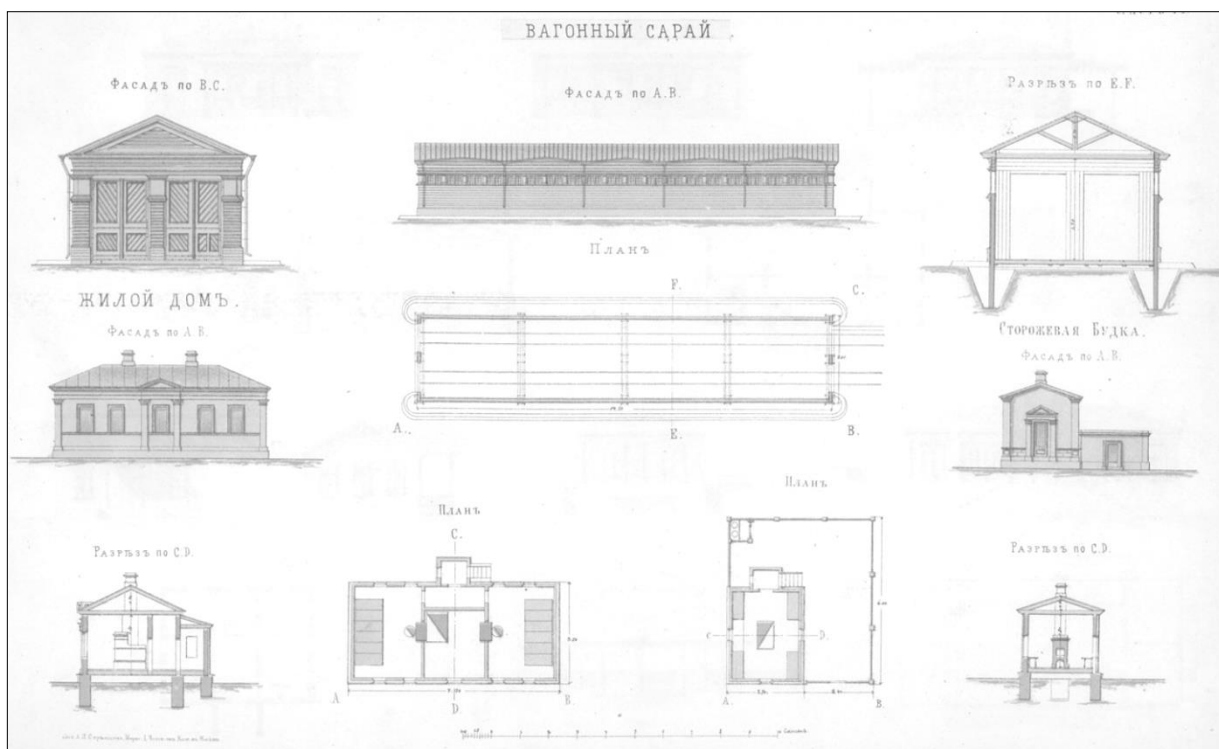 ВАГОННЫЙ САРАЙ.
ФАСАДЪ ПО B.C.
ФАСАДЪ ПО A.B.
РАЗРѢЗЪ ПО E.F.
ПЛАНЪ
F.
C.
A.
E.
B.
ЖИЛОЙ ДОМЪ.
ФАСАДЪ ПО A.B.
СТОРОЖЕВАЯ БУДКА.
ФАСАДЪ ПО A.B.
РАЗРѢЗЪ ПО C.D.
ПЛАНЪ
C.
A
D.
B.
ПЛАНЪ
C
D.
A.
B.
РАЗРѢЗЪ ПО C.D.